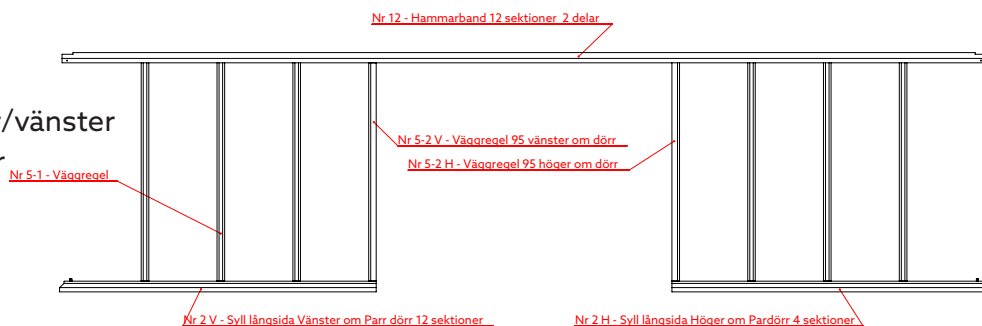 Nr 12 - Hammarband 12 sektioner 2 delar
/vänster
Nr 5-2 V - Väggregel 95 vänster om dörr
Nr 5-2 H - Väggregel 95 höger om dörr
Nr 5-1 - Väggregel
Nr 2 V - Syll långsida Vänster om Parr dörr 12 sektioner
Nr 2 H - Syll långsida Höger om Pardörr 4 sektioner